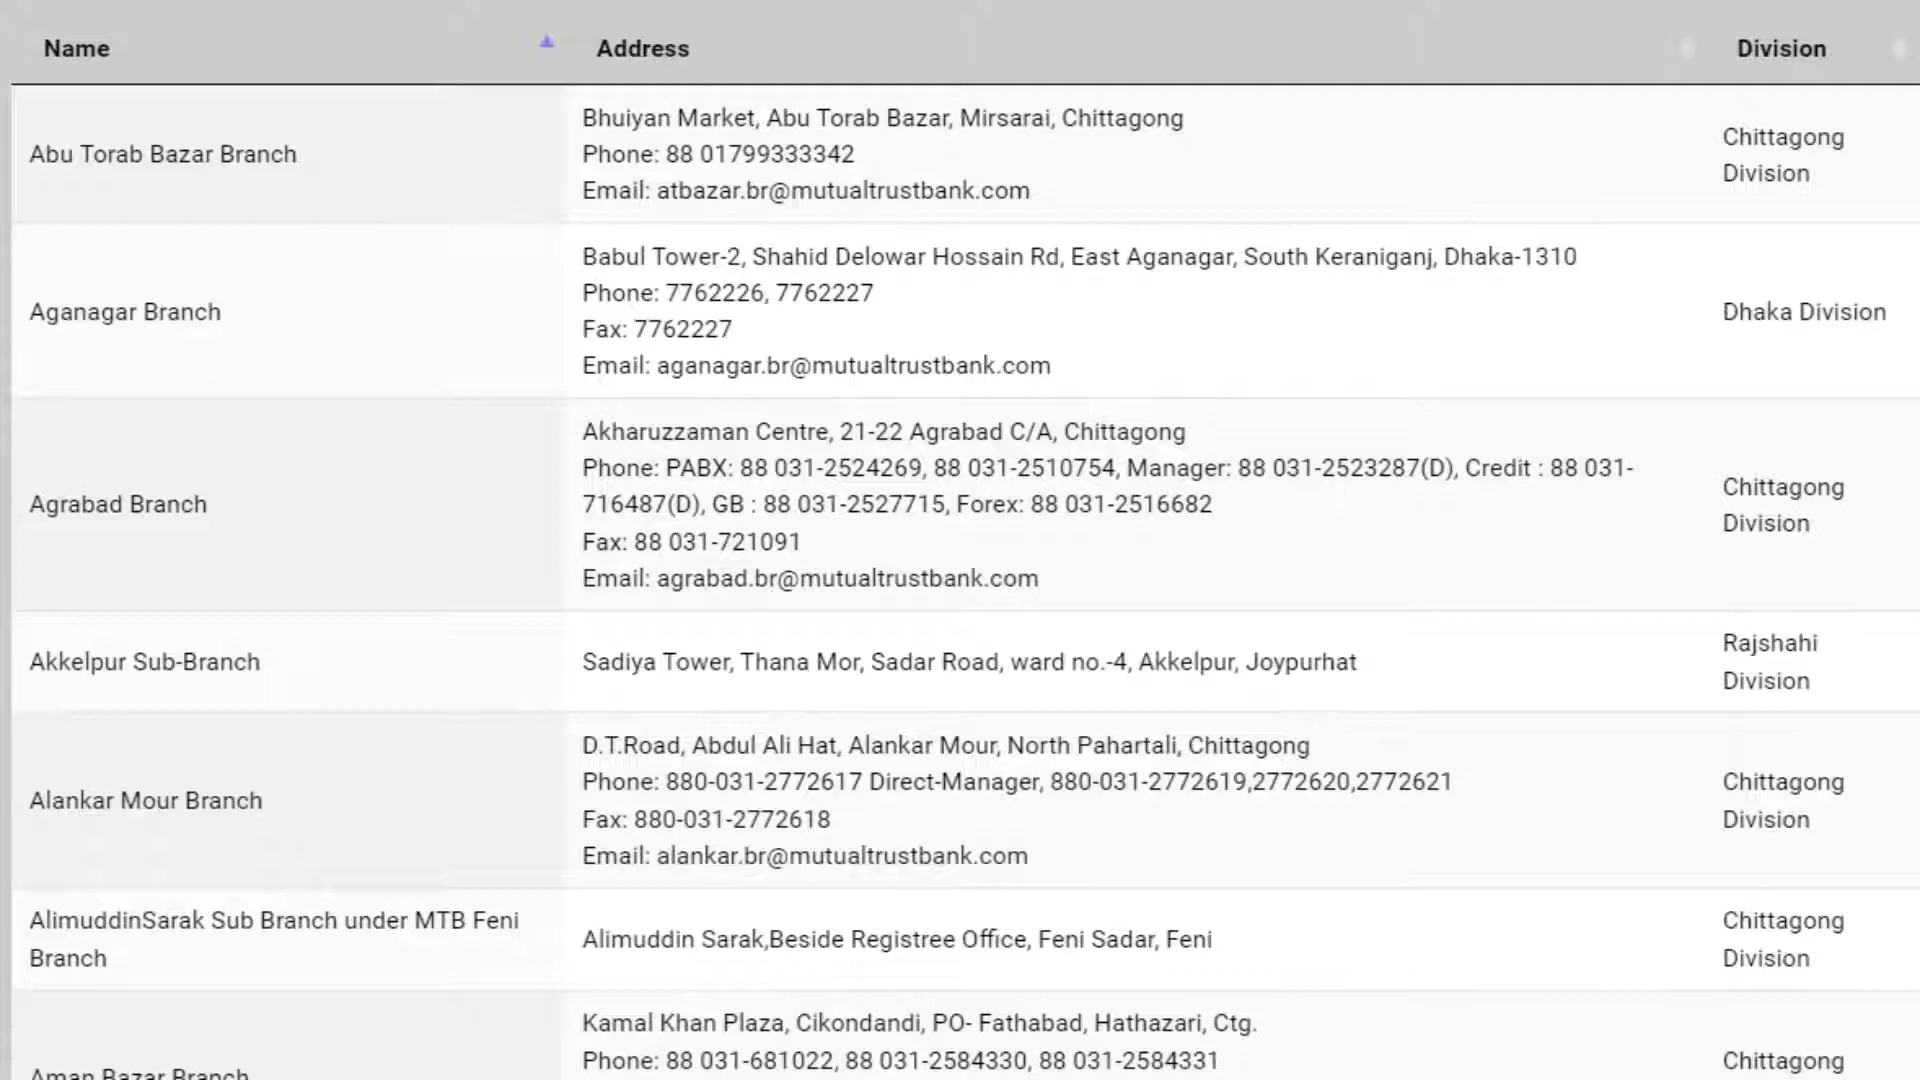 Name Address Division
Abu Torab Bazar Branch
Bhuiyan Market, Abu Torab Bazar, Mirsarai, Chittagong
Phone: 88 01799333342
Email: atbazar.br@mutualtrustbank.com
Chittagong
Division
Aganagar Branch
Babul Tower-2, Shahid Delowar Hossain Rd, East Aganagar, South Keraniganj, Dhaka-1310
Phone: 7762226, 7762227
Fax: 7762227
Email: aganagar.br@mutualtrustbank.com
Dhaka Division
Agrabad Branch
Akharuzzaman Centre, 21-22 Agrabad C/A, Chittagong
Phone: PABX: 88 031-2524269, 88 031-2510754, Manager: 88 031-2523287(D), Credit : 88 031-
716487(D), GB : 88 031-2527715, Forex: 88 031-2516682
Fax: 88 031-721091
Email: agrabad.br@mutualtrustbank.com
Chittagong
Division
Akkelpur Sub-Branch
Sadiya Tower, Thana Mor, Sadar Road, ward no.-4, Akkelpur, Joypurhat
Rajshahi
Division
Alankar Mour Branch
D.T.Road, Abdul Ali Hat, Alankar Mour, North Pahartali, Chittagong
Phone: 880-031-2772617 Direct-Manager, 880-031-2772619,2772620,2772621
Fax: 880-031-2772618
Email: alankar.br@mutualtrustbank.com
Chittagong
Division
AlimuddinSarak Sub Branch under MTB Feni
Branch
Alimuddin Sarak,Beside Registree Office, Feni Sadar, Feni
Chittagong
Division
Aman Bazar Branch
Kamal Khan Plaza, Cikondandi, PO- Fathabad, Hathazari, Ctg.
Phone: 88 031-681022, 88 031-2584330, 88 031-2584331
Chittagong